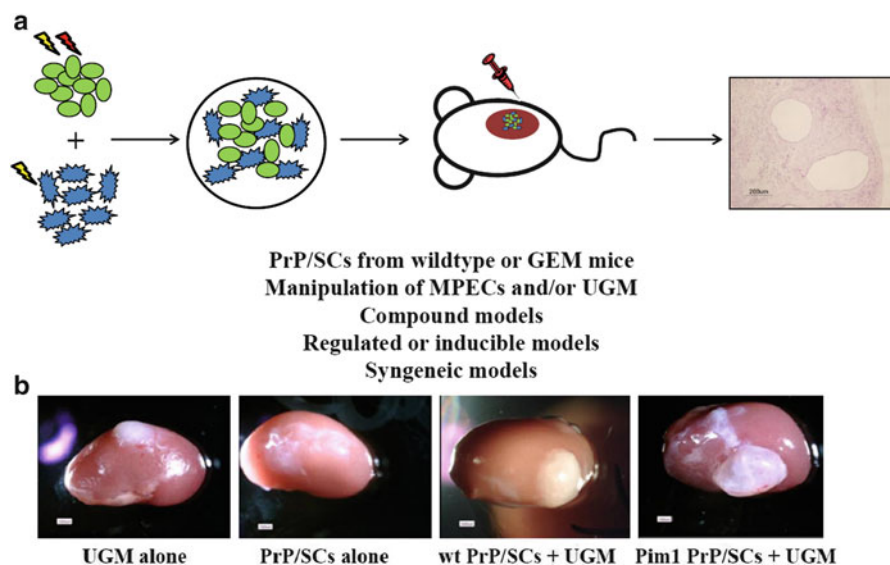 a
+
200um
PrP/SCs from wildtype or GEM mice
Manipulation of MPECs and/or UGM
Compound models
Regulated or inducible models
Syngeneic models
b
UGM alone
PrP/SCs alone
wt PrP/SCs + UGM
Pim1 PrP/SCs + UGM